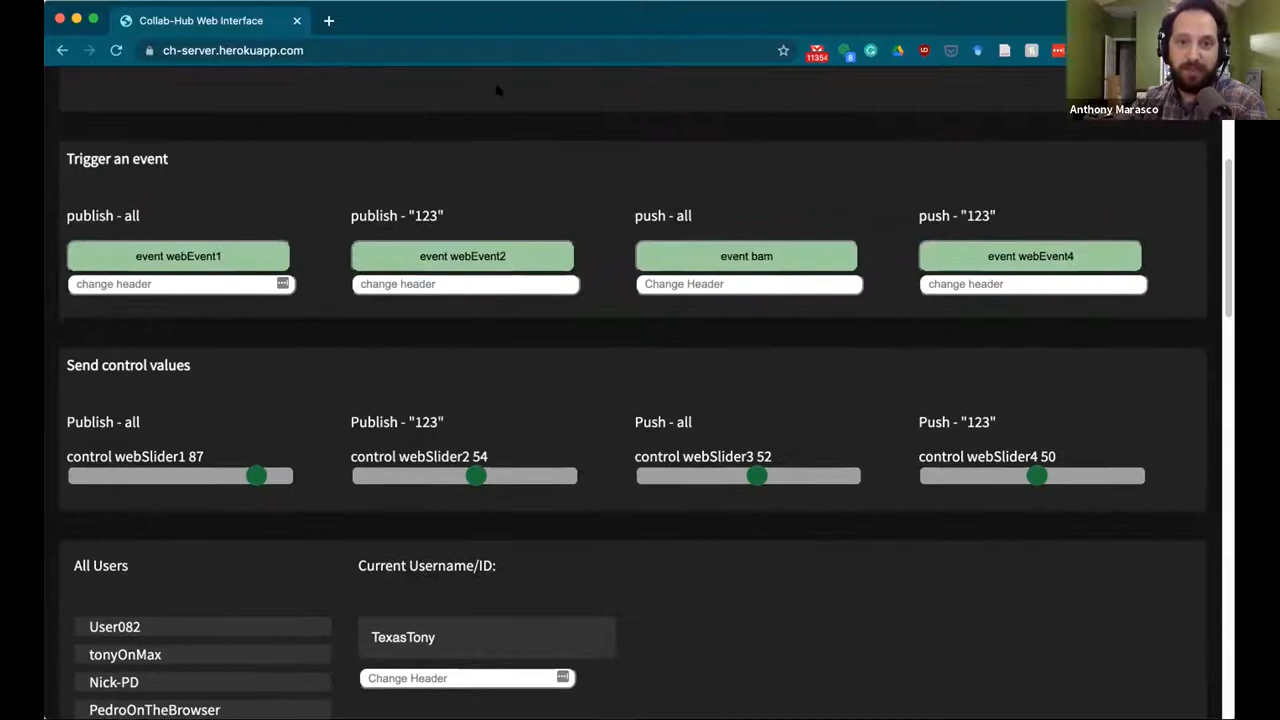 Collab-Hub Web Interface
ch-server.herokuapp.com
11354
8
Anthony Marasco
Trigger an event
publish - all
publish - "123"
push - all
push - "123"
event webEvent1
event webEvent2
event bam
event webEvent4
change header
change header
Change Header
change header
Send control values
Publish - all
Publish - "123"
Push - all
Push - "123"
control webSlider1 87
control webSlider2 54
control webSlider3 52
control webSlider4 50
All Users
Current Username/ID:
User082
TexasTony
tonyOnMax
Change Header
Nick-PD
PedroOnTheBrowser